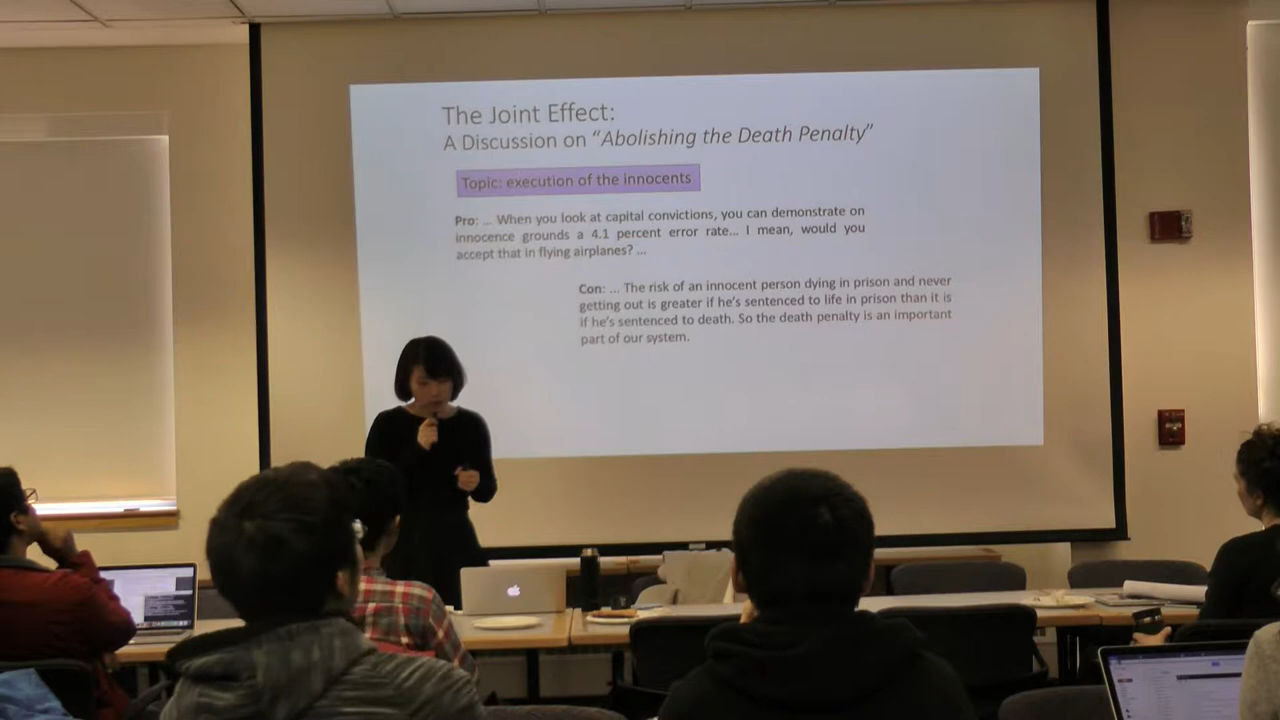 The Joint Effect:
A Discussion on “Abolishing the Death Penalty”
Topic: execution of the innocents
Pro: ... When you look at capital convictions, you can demonstrate on
innocence grounds a 4.1 percent error rate... I mean, would you
accept that in flying airplanes? ...
Con: ... The risk of an innocent person dying in prison and never
getting out is greater if he’s sentenced to life in prison than it is
if he’s sentenced to death. So the death penalty is an important
part of our system.